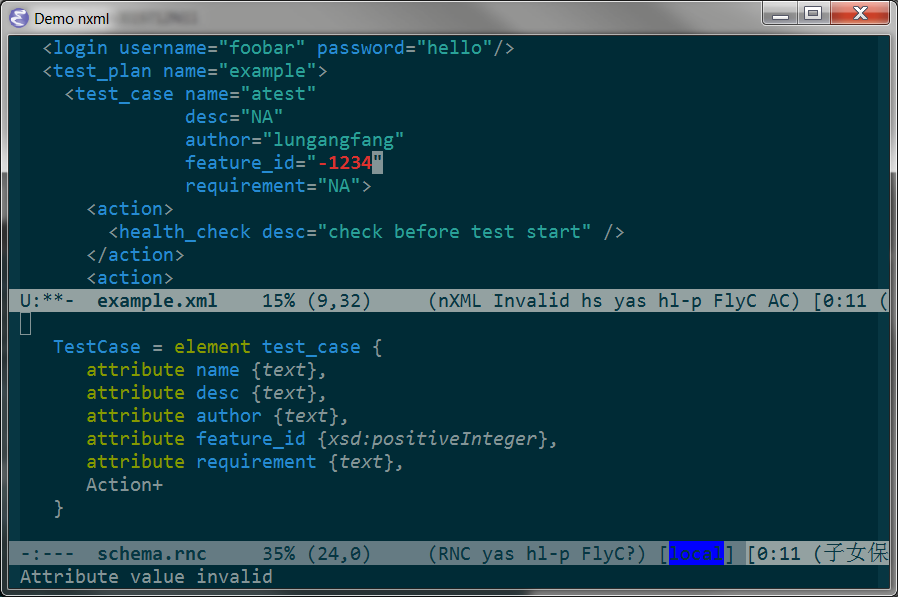 Demo nxml
<login username="foobar" password="hello"/>
<test_plan name="example">
<test_case name="atest"
desc="NA"
author="lungangfang"
feature_id="-1234"
requirement="NA">
<action>
<health_check desc="check before test start" />
</action>
<action>
U:**- example.xml 15% (9,32) (nXML Invalid hs yas hl-p FlyC AC) [0:11 (
TestCase = element test_case {
attribute name {text},
attribute desc {text},
attribute author {text},
attribute feature_id {xsd:positiveInteger},
attribute requirement {text},
Action+
}
-:--- schema.rnc 35% (24,0) (RNC yas hl-p FlyC?) [local] [0:11 (子女保
Attribute value invalid